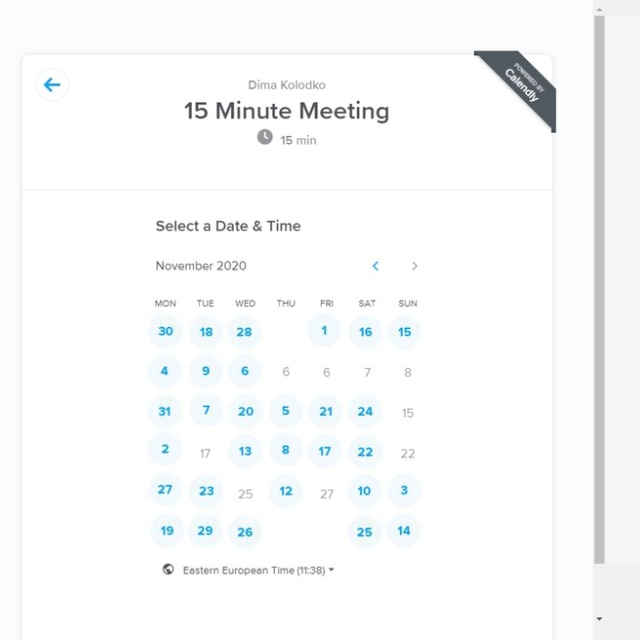 POWERED BY
Calendly
Dima Kolodko
15 Minute Meeting
15 min
Select a Date & Time
November 2020
MON TUE WED THU FRI SAT SUN
30 18 28 1 16 15
4 9 6 6 6 7 8
31 7 20 5 21 24 15
2 17 13 8 17 22 22
27 23 25 12 27 10 3
19 29 26 25 14
Eastern European Time (11:38)